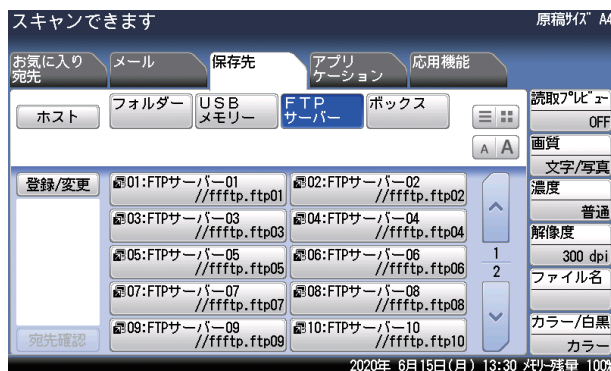 スキャンできます
原稿ｻｲｽﾞ A4
お気に入り
宛先
メール
保存先
アプリ
ケーション
応用機能
ホスト
フォルダー
USB
メモリー
FTP
サーバー
ボックス
A A
読取ﾌﾟﾚﾋﾞｭｰ
OFF
画質
文字/写真
濃度
普通
解像度
300 dpi
ファイル名
カラー/白黒
カラー
登録/変更
01:FTPサーバー01
//ffftp.ftp01
02:FTPサーバー02
//ffftp.ftp02
03:FTPサーバー03
//ffftp.ftp03
04:FTPサーバー04
//ffftp.ftp04
05:FTPサーバー05
//ffftp.ftp05
06:FTPサーバー06
//ffftp.ftp06
07:FTPサーバー07
//ffftp.ftp07
08:FTPサーバー08
//ffftp.ftp08
09:FTPサーバー09
//ffftp.ftp09
10:FTPサーバー10
//ffftp.ftp10
1
2
宛先確認
2020年 6月15日(月) 13:30 ﾒﾓﾘｰ残量 100%